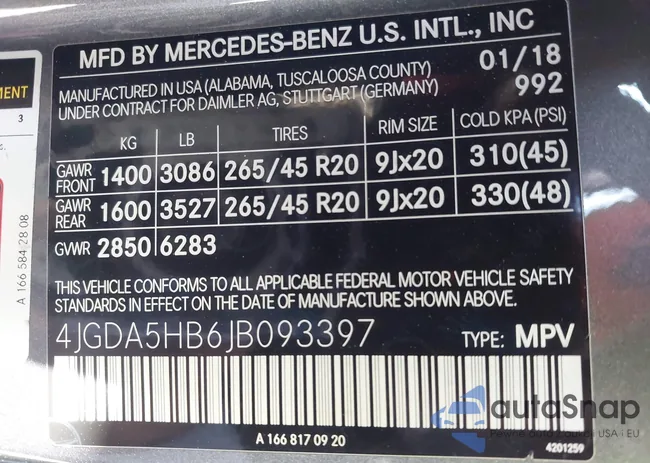 MFD BY MERCEDES-BENZ U.S. INTL., INC
MANUFACTURED IN USA (ALABAMA, TUSCALOOSA COUNTY) 01/18
UNDER CONTRACT FOR DAIMLER AG, STUTTGART (GERMANY) 992
MENT
3
KG LB TIRES RIM SIZE COLD KPA (PSI)
GAWR FRONT 1400 3086 265/45 R20 9Jx20 310(45)
GAWR REAR 1600 3527 265/45 R20 9Jx20 330(48)
GVWR 2850 6283
THIS VEHICLE CONFORMS TO ALL APPLICABLE FEDERAL MOTOR VEHICLE SAFETY
STANDARDS IN EFFECT ON THE DATE OF MANUFACTURE SHOWN ABOVE.
4JGDA5HB6JB093397 TYPE: MPV
A 166 817 09 20
4201259
A 166 584 28 08
autoSnap
USA i EU